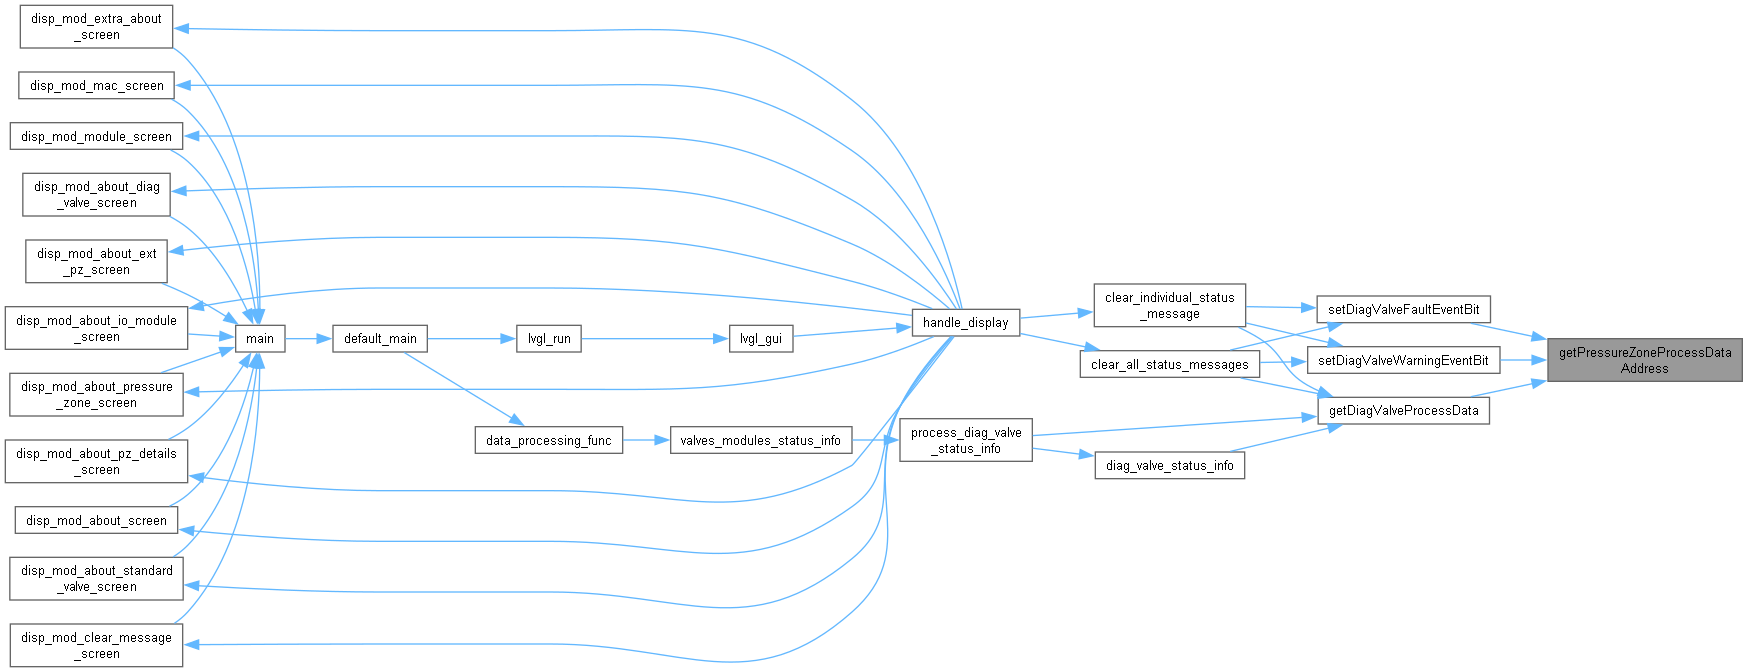 disp_mod_extra_about
_screen
disp_mod_mac_screen
disp_mod_module_screen
disp_mod_about_diag
_valve_screen
disp_mod_about_ext
_pz_screen
disp_mod_about_io_module
_screen
disp_mod_about_pressure
_zone_screen
disp_mod_about_pz_details
_screen
disp_mod_about_screen
disp_mod_about_standard
_valve_screen
disp_mod_clear_message
_screen
main
default_main
lvgl_run
data_processing_func
lvgl_gui
valves_modules_status_info
handle_display
process_diag_valve
_status_info
clear_individual_status
_message
clear_all_status_messages
diag_valve_status_info
setDiagValveFaultEventBit
setDiagValveWarningEventBit
getDiagValveProcessData
getPressureZoneProcessData
Address